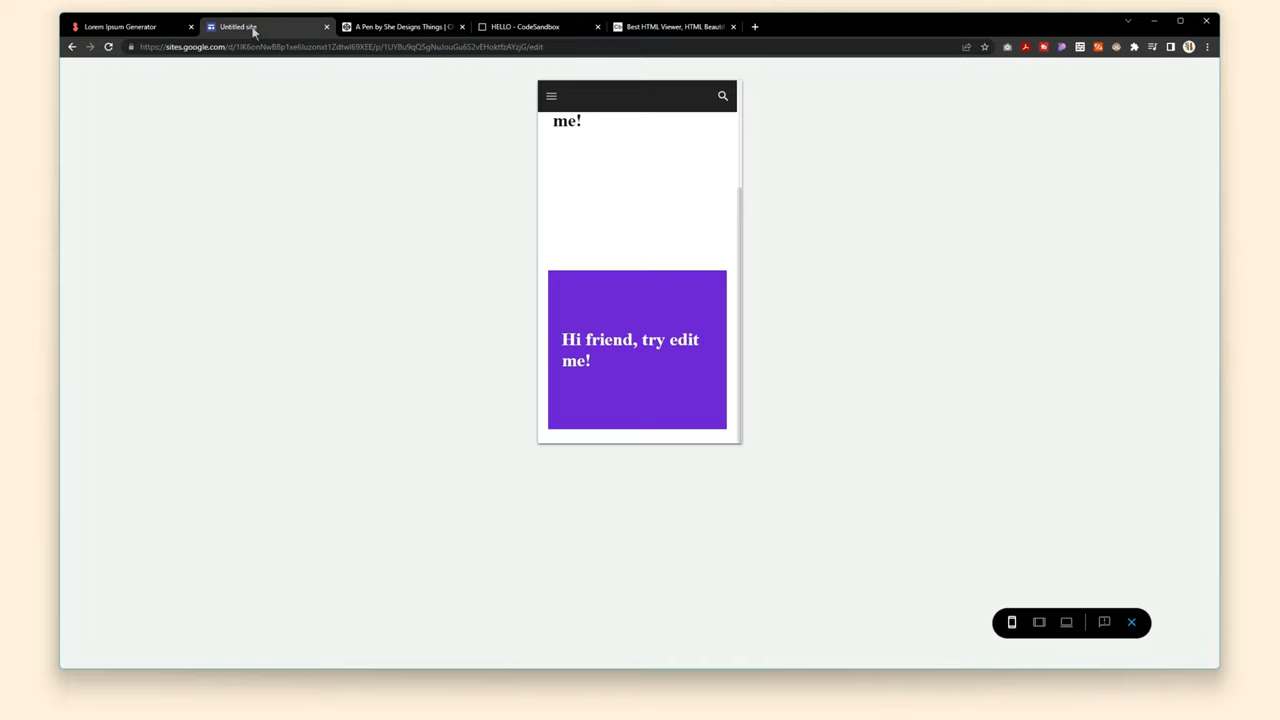 Lorem Ipsum Generator
Untitled site
A Pen by She Designs Things | C
HELLO - CodeSandbox
Best HTML Viewer, HTML Beauti
me!
Hi friend, try edit
me!